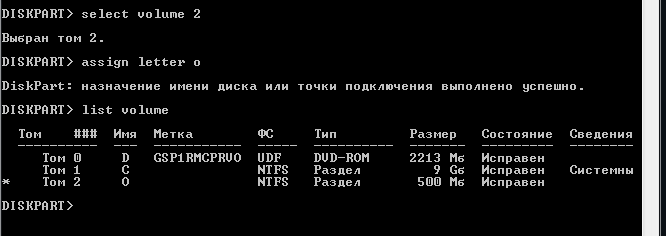 DISKPART> select volume 2
Выбран том 2.
DISKPART> assign letter o
DiskPart: назначение имени диска или точки подключения выполнено успешно.
DISKPART> list volume
Том ### Имя Метка ФС Тип Размер Состояние Сведения
Том 0 D GSP1RMCPRVO UDF DVD-ROM 2213 Мб Исправен
Том 1 C NTFS Раздел 9 Gб Исправен Системны
* Том 2 O NTFS Раздел 500 Мб Исправен
DISKPART>